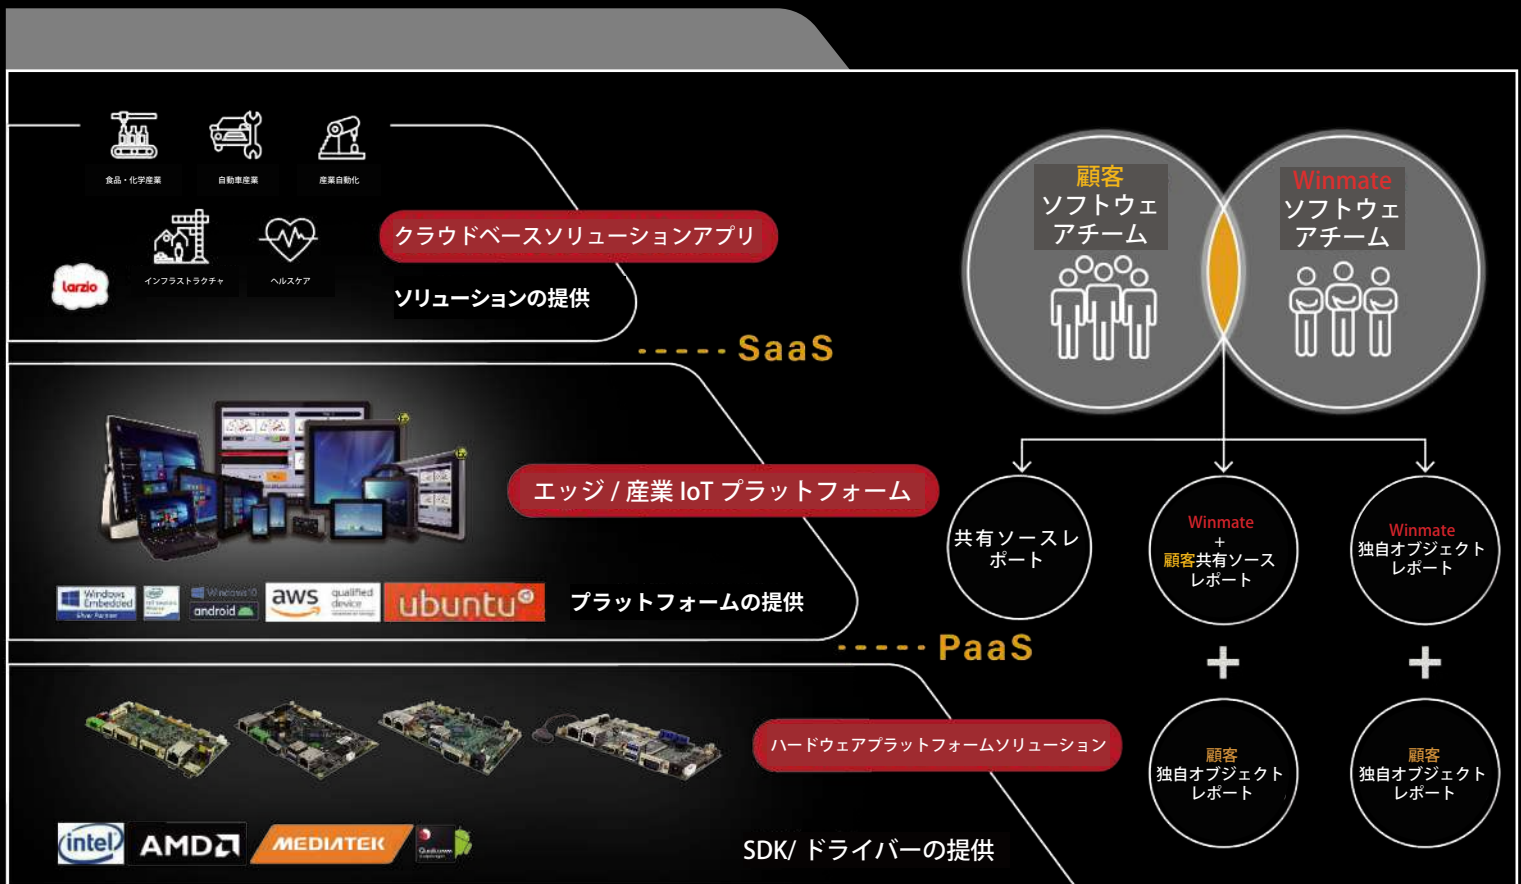 食品・化学産業
自動車産業
産業自動化
インフラストラクチャ
ヘルスケア
larzio
クラウドベースソリューションアプリ
ソリューションの提供
SaaS
エッジ / 産業 IoT プラットフォーム
Windows
Embedded
Silver Partner
intel
Windows10
android
aws
qualified
device
ubuntu
プラットフォームの提供
PaaS
ハードウェアプラットフォームソリューション
intel
AMD
MEDIATEK
Qualcomm
snapdragon
SDK/ ドライバーの提供
顧客
ソフトウェ
アチーム
Winmate
ソフトウェ
アチーム
共有ソースレ
ポート
Winmate
+
顧客共有ソース
レポート
Winmate
独自オブジェクト
レポート
+
+
顧客
独自オブジェクト
レポート
顧客
独自オブジェクト
レポート